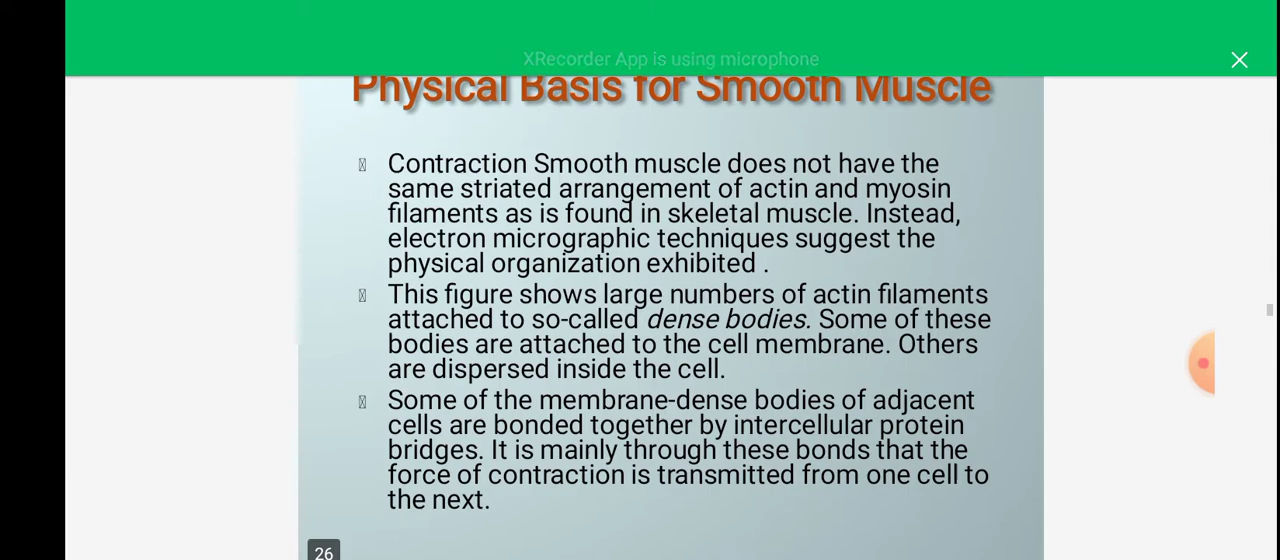 XRecorder App is using microphone
Physical Basis for Smooth Muscle
Contraction Smooth muscle does not have the
same striated arrangement of actin and myosin
filaments as is found in skeletal muscle. Instead,
electron micrographic techniques suggest the
physical organization exhibited .
This figure shows large numbers of actin filaments
attached to so-called dense bodies. Some of these
bodies are attached to the cell membrane. Others
are dispersed inside the cell.
Some of the membrane-dense bodies of adjacent
cells are bonded together by intercellular protein
bridges. It is mainly through these bonds that the
force of contraction is transmitted from one cell to
the next.
26